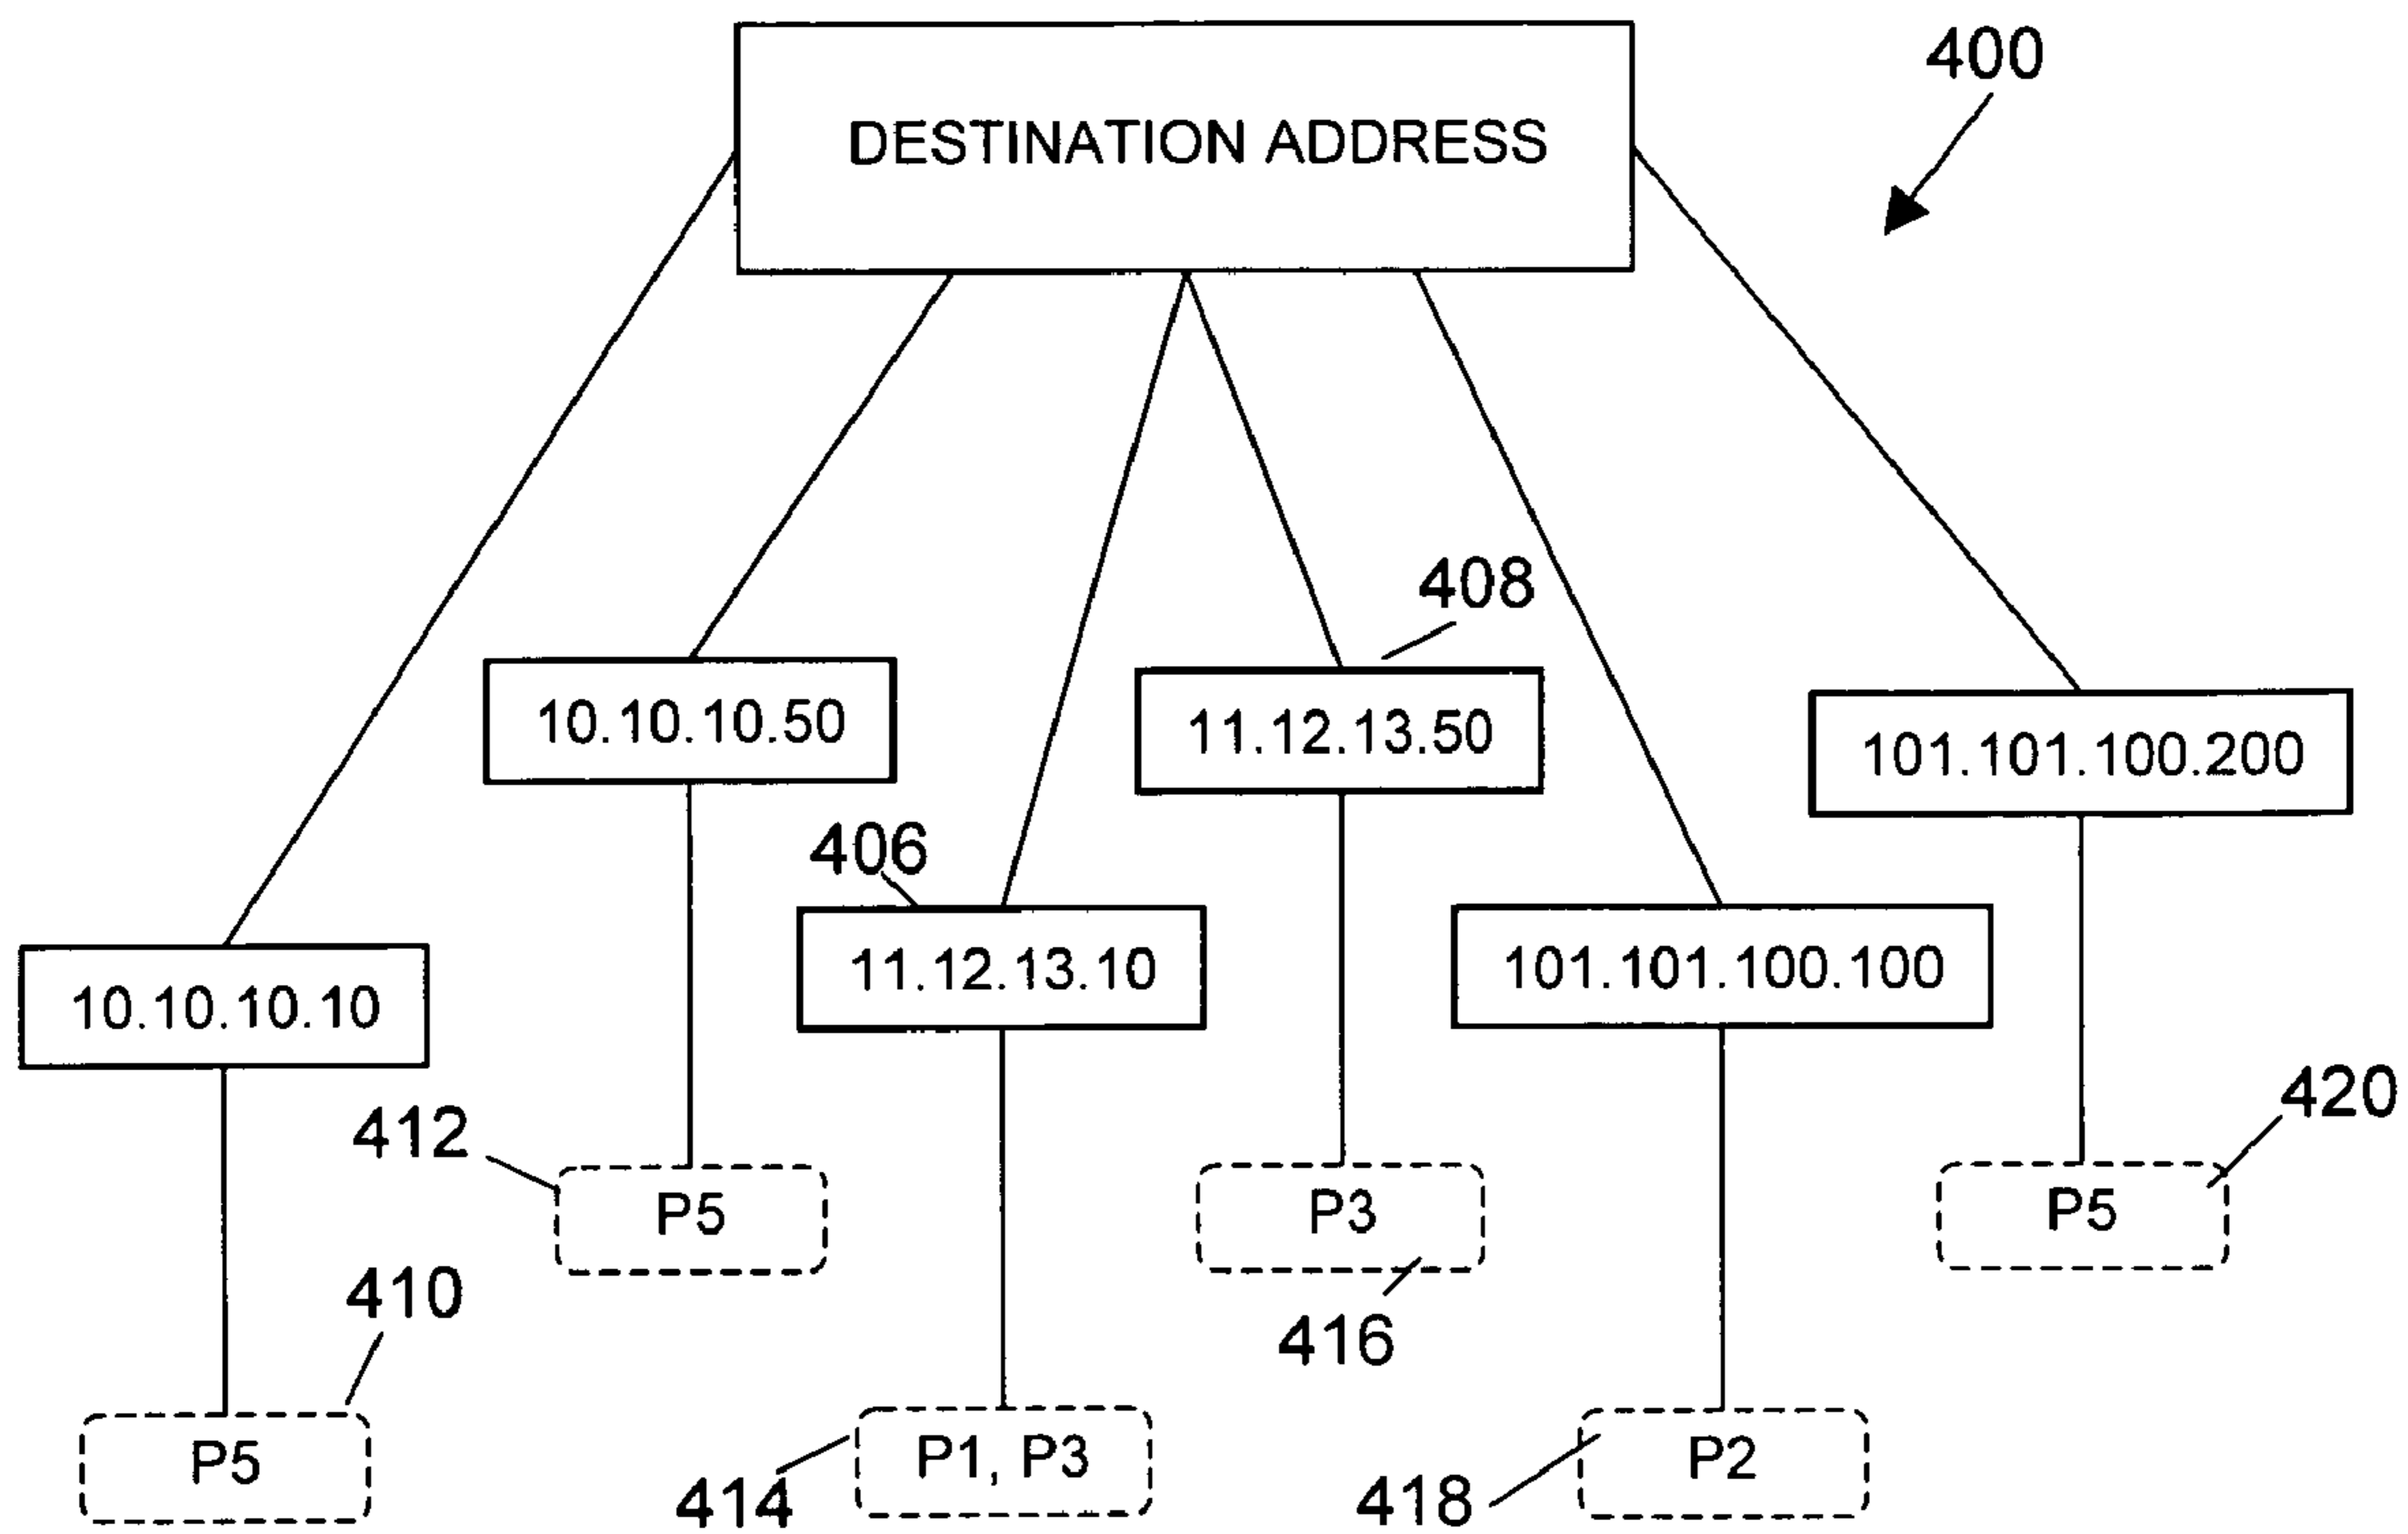 400
DESTINATION ADDRESS
408
10.10.10.50
11.12.13.50
101.101.100.200
406
11.12.13.10
101.101.100.100
10.10.10.10
412
420
P5
P3
P5
410
416
P5
414
P1, P3
418
P2